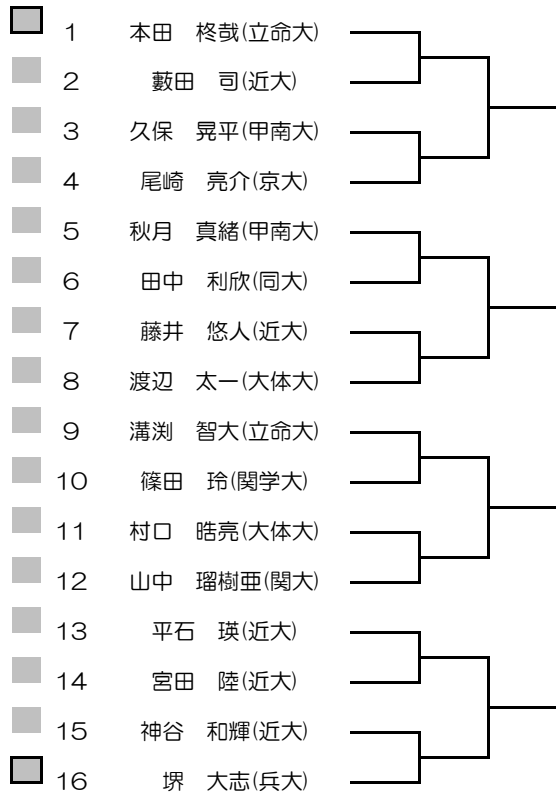 1 本田　柊哉(立命大)
2 藪田　司(近大)
3 久保　晃平(甲南大)
4 尾崎　亮介(京大)
5 秋月　真緒(甲南大)
6 田中　利欣(同大)
7 藤井　悠人(近大)
8 渡辺　太一(大体大)
9 溝渕　智大(立命大)
10 篠田　玲(関学大)
11 村口　晧亮(大体大)
12 山中　瑠樹亜(関大)
13 平石　瑛(近大)
14 宮田　陸(近大)
15 神谷　和輝(近大)
16 堺　大志(兵大)